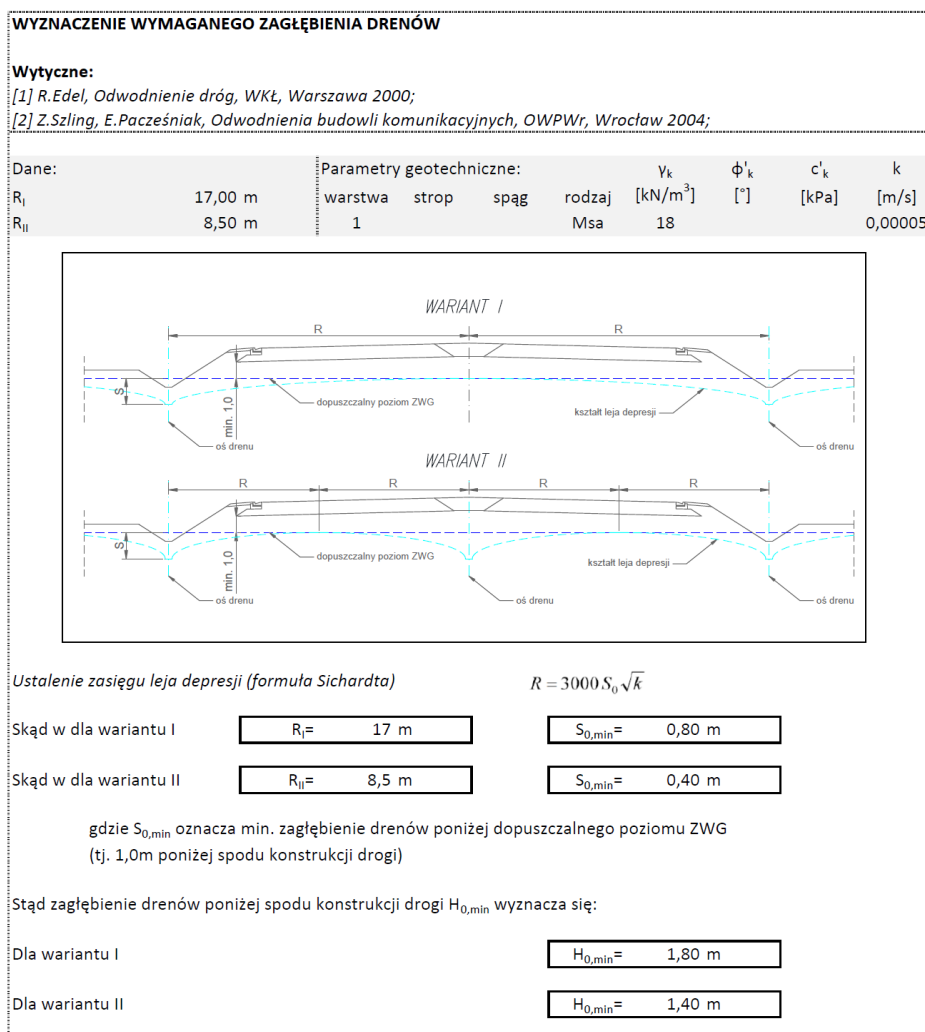 WYZNACZENIE WYMAGANEGO ZAGŁĘBIENIA DRENÓW
Wytyczne:
[1] R.Edel, Odwodnienie dróg, WKŁ, Warszawa 2000;
[2] Z.Szling, E.Pacześniak, Odwodnienia budowli komunikacyjnych, OWPWr, Wrocław 2004;
Dane: Parametry geotechniczne: γk ϕ'k c'k k
RI 17,00 m warstwa strop spąg rodzaj [kN/m³] [°] [kPa] [m/s]
RII 8,50 m 1 Msa 18 0,00005
WARIANT I
R R
S
min. 1,0
dopuszczalny poziom ZWG
kształt leja depresji
oś drenu
oś drenu
WARIANT II
R R R R
S
min. 1,0
dopuszczalny poziom ZWG
kształt leja depresji
oś drenu
oś drenu
oś drenu
Ustalenie zasięgu leja depresji (formuła Sichardta) R = 3000 S₀ √k
Skąd w dla wariantu I RI= 17 m S0,min= 0,80 m
Skąd w dla wariantu II RII= 8,5 m S0,min= 0,40 m
gdzie S0,min oznacza min. zagłębienie drenów poniżej dopuszczalnego poziomu ZWG
(tj. 1,0m poniżej spodu konstrukcji drogi)
Stąd zagłębienie drenów poniżej spodu konstrukcji drogi H0,min wyznacza się:
Dla wariantu I H0,min= 1,80 m
Dla wariantu II H0,min= 1,40 m